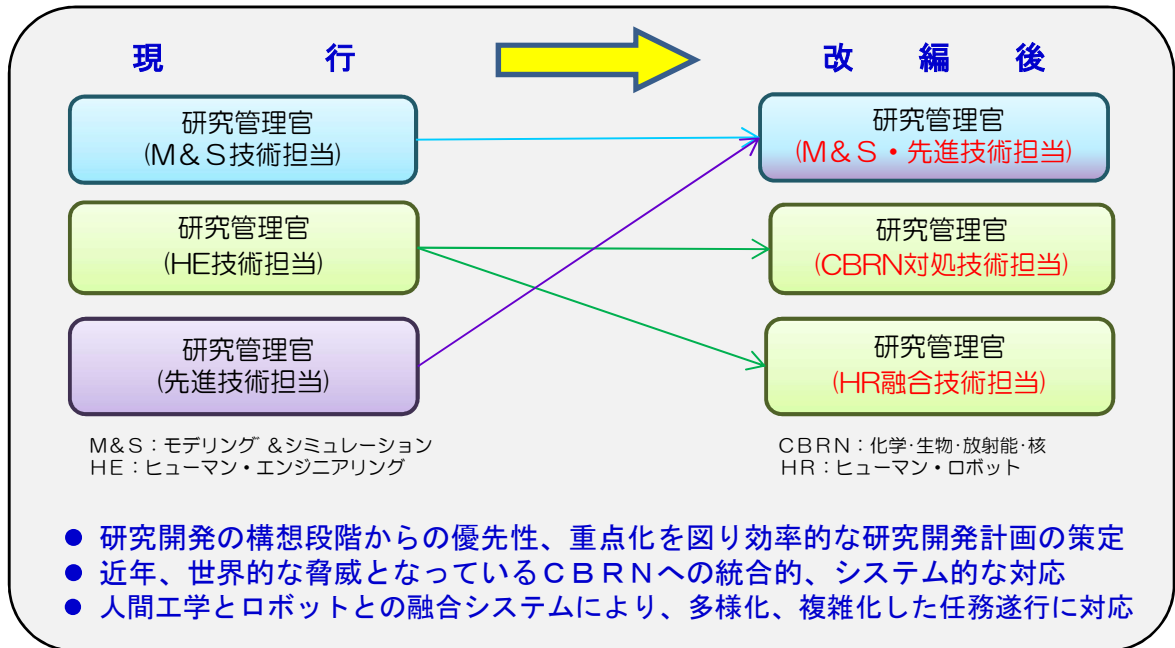 現行
改編後
研究管理官
(M&S技術担当)
研究管理官
(HE技術担当)
研究管理官
(先進技術担当)
研究管理官
(M&S・先進技術担当)
研究管理官
(CBRN対処技術担当)
研究管理官
(HR融合技術担当)
M&S：モデリング &シミュレーション
HE：ヒューマン・エンジニアリング
CBRN：化学・生物・放射能・核
HR：ヒューマン・ロボット
● 研究開発の構想段階からの優先性、重点化を図り効率的な研究開発計画の策定
● 近年、世界的な脅威となっているCBRNへの統合的、システム的な対応
● 人間工学とロボットとの融合システムにより、多様化、複雑化した任務遂行に対応